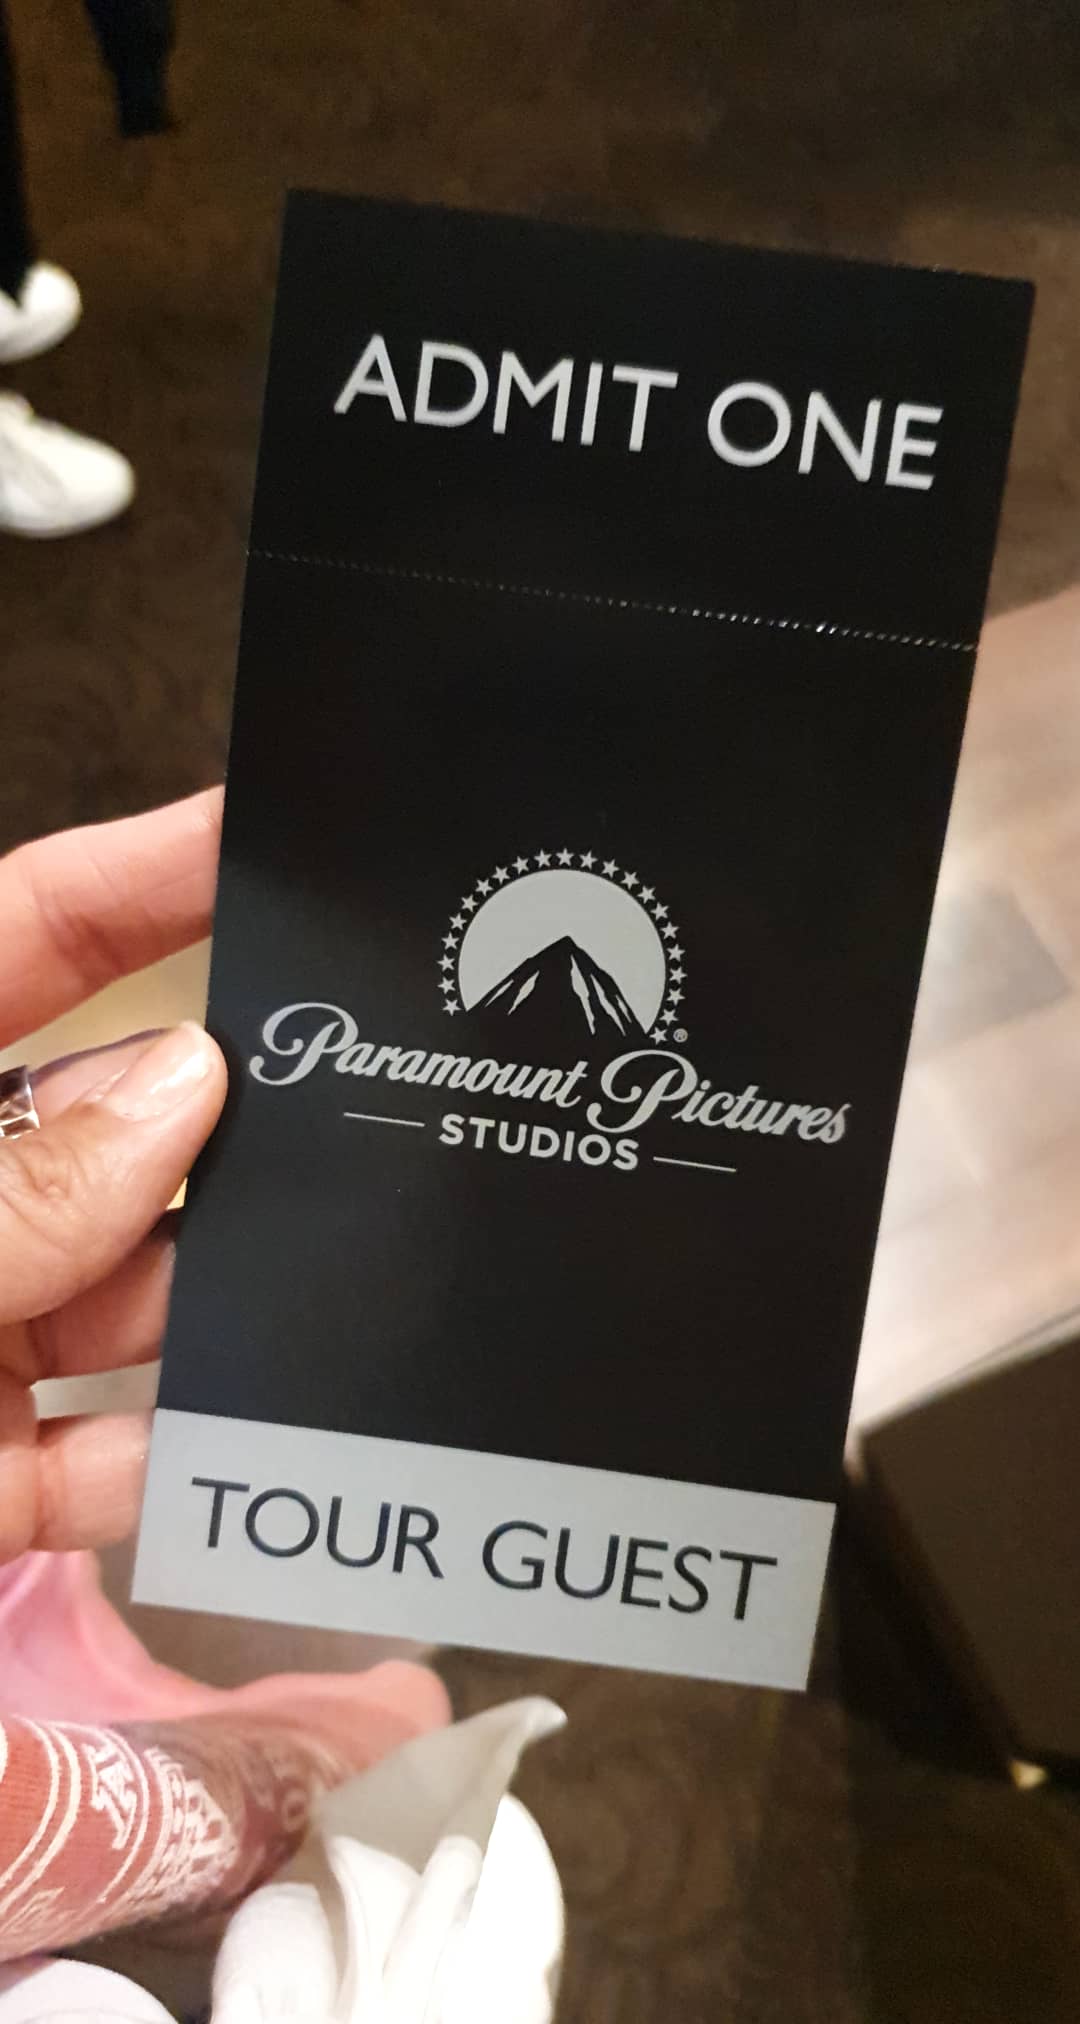 ADMIT ONE
Paramount Pictures®
STUDIOS
TOUR GUEST